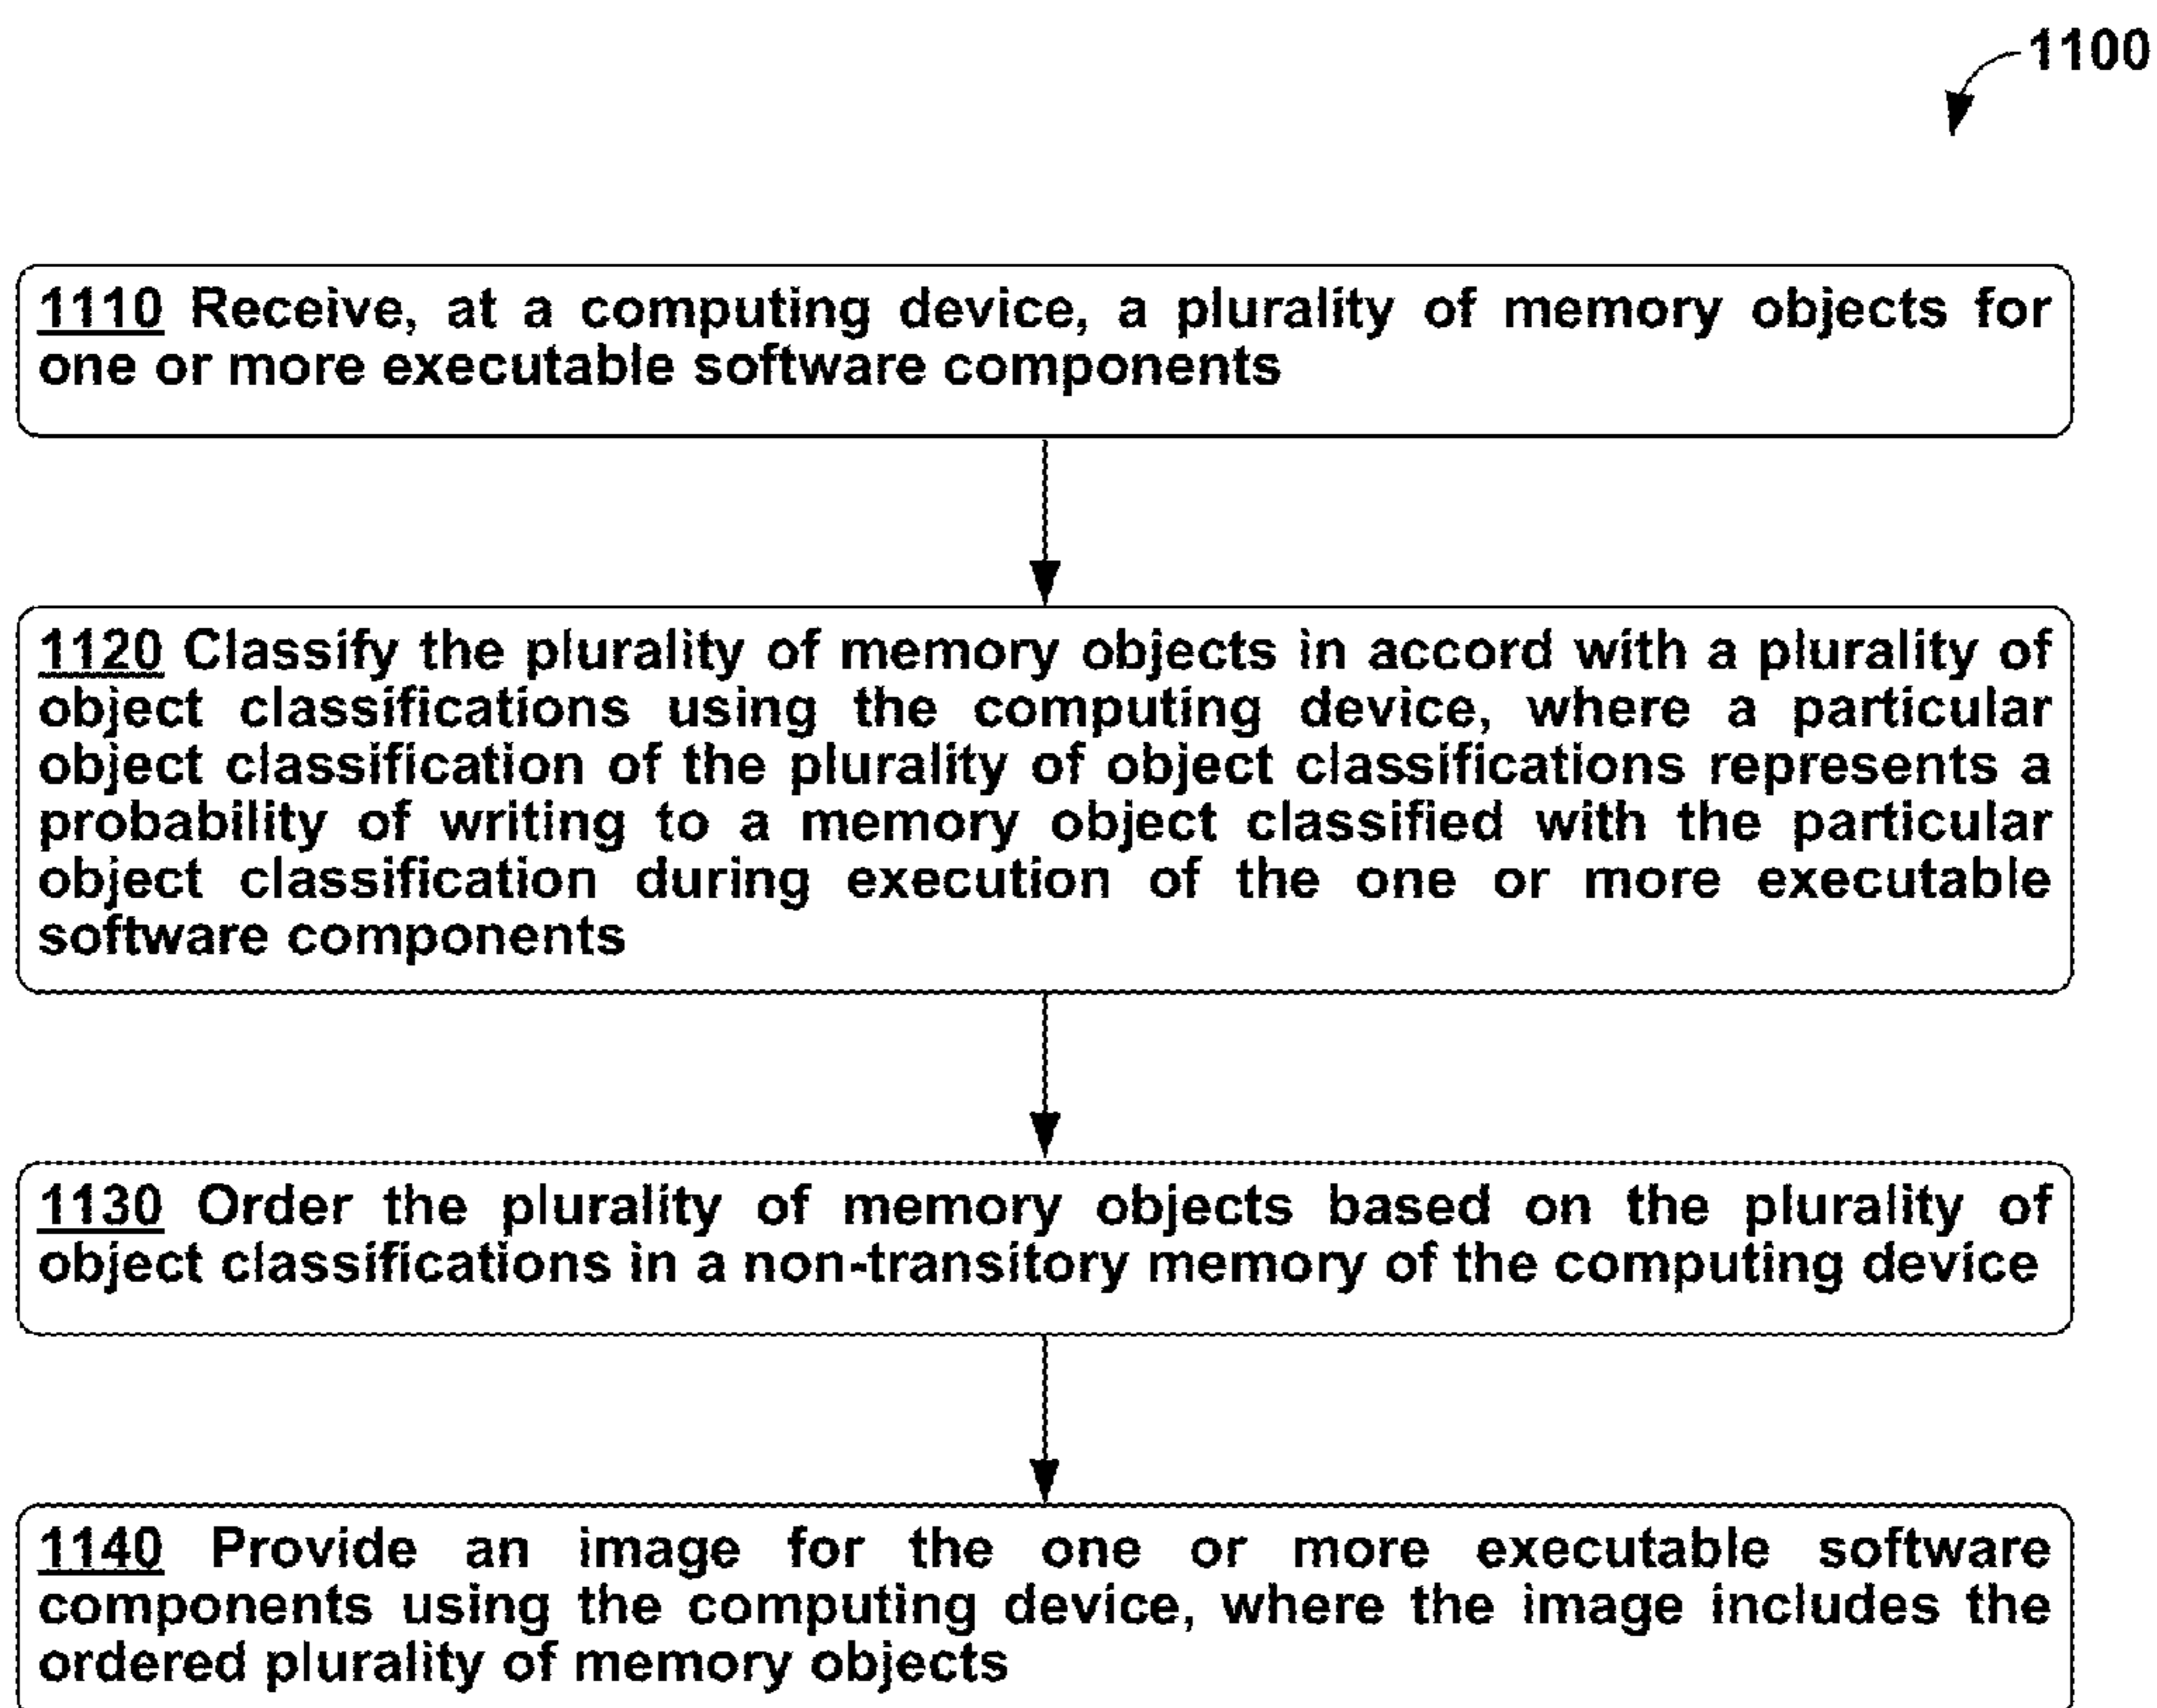 1100
1110 Receive, at a computing device, a plurality of memory objects for
one or more executable software components
1120 Classify the plurality of memory objects in accord with a plurality of
object classifications using the computing device, where a particular
object classification of the plurality of object classifications represents a
probability of writing to a memory object classified with the particular
object classification during execution of the one or more executable
software components
1130 Order the plurality of memory objects based on the plurality of
object classifications in a non-transitory memory of the computing device
1140 Provide an image for the one or more executable software
components using the computing device, where the image includes the
ordered plurality of memory objects